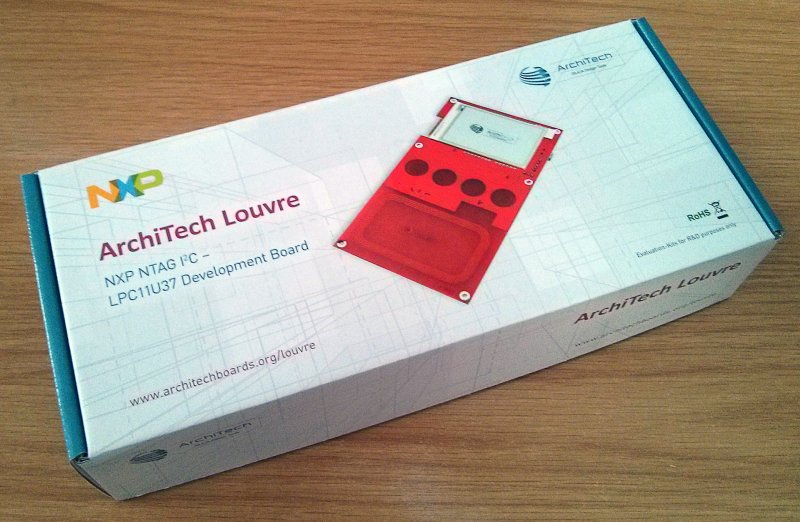 ArchiTech
NXP
ArchiTech Louvre
NXP NTAG I²C –
LPC11U37 Development Board
www.architechboards.org/louvre
RoHS
Evaluation-Kits for R&D purposes only
ArchiTech Louvre
ArchiTech